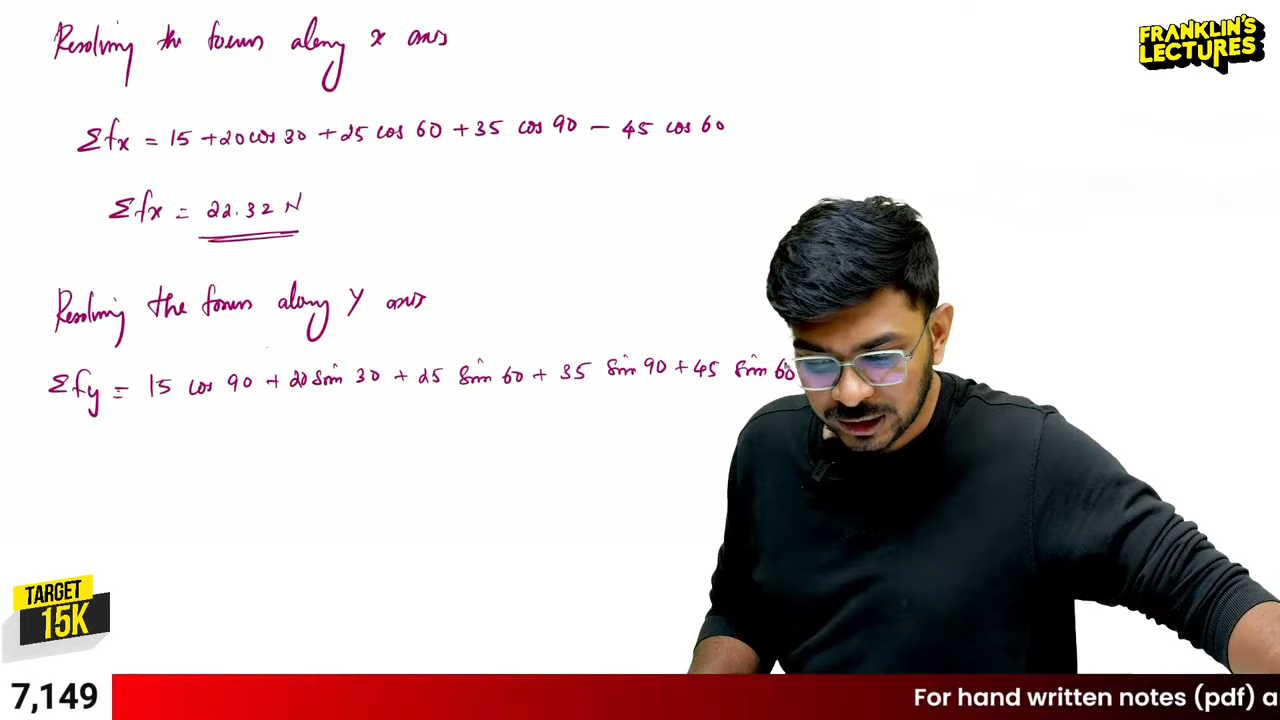 FRANKLIN'S
LECTURES
Resolving the forces along x axis
Σfx = 15 + 20 cos 30 + 25 cos 60 + 35 cos 90 − 45 cos 60
Σfx = 22.32 N
Resolving the forces along Y axis
Σfy = 15 cos 90 + 20 sin 30 + 25 sin 60 + 35 sin 90 + 45 sin 60
TARGET
15K
7,149
For hand written notes (pdf) a